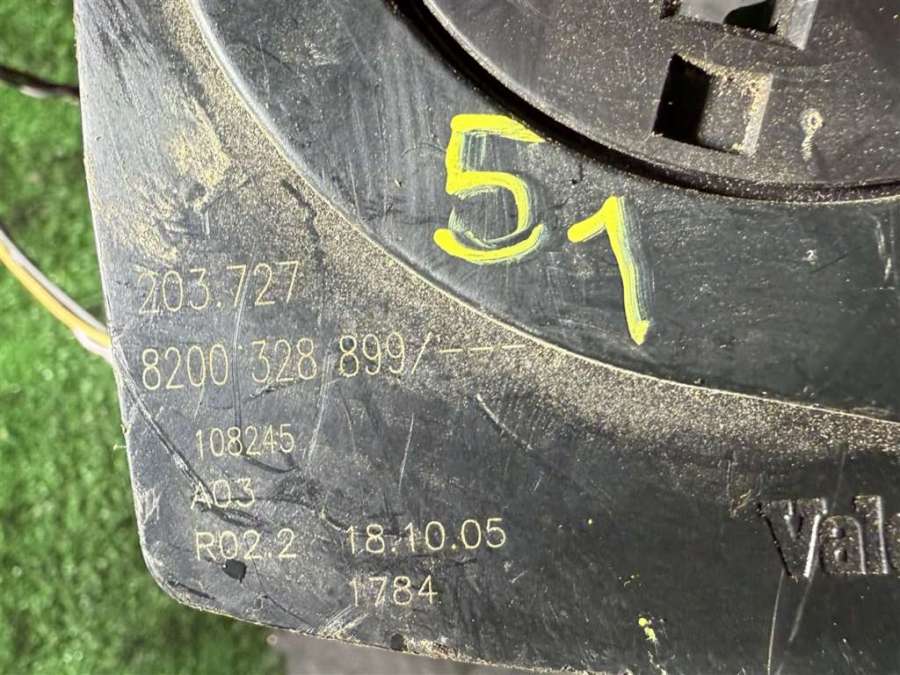 51
203.727
8200 328 899/---
108245
A03
R02.2 18.10.05
1784
Vale